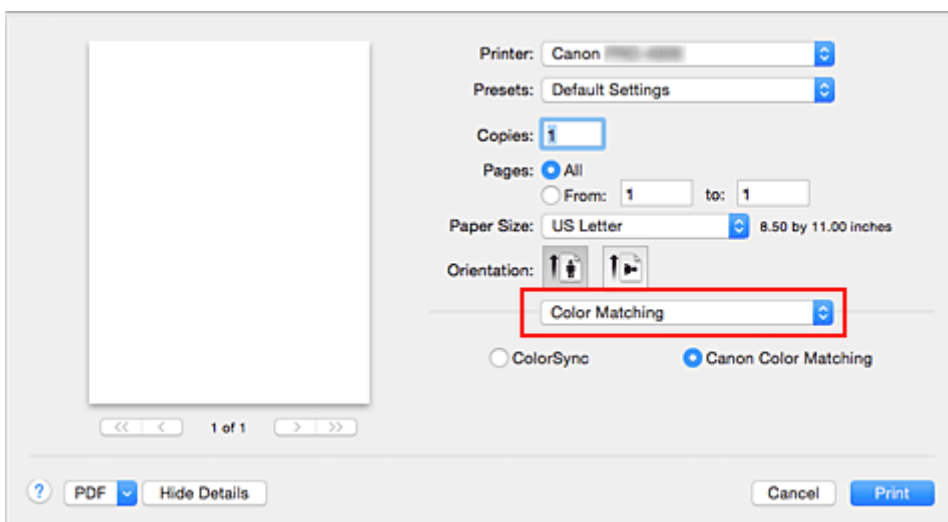 Printer: Canon
Presets: Default Settings
Copies: 1
Pages: All
From: 1 to: 1
Paper Size: US Letter 8.50 by 11.00 inches
Orientation:
Color Matching
ColorSync Canon Color Matching
<< < 1 of 1 > >>
? PDF Hide Details Cancel Print